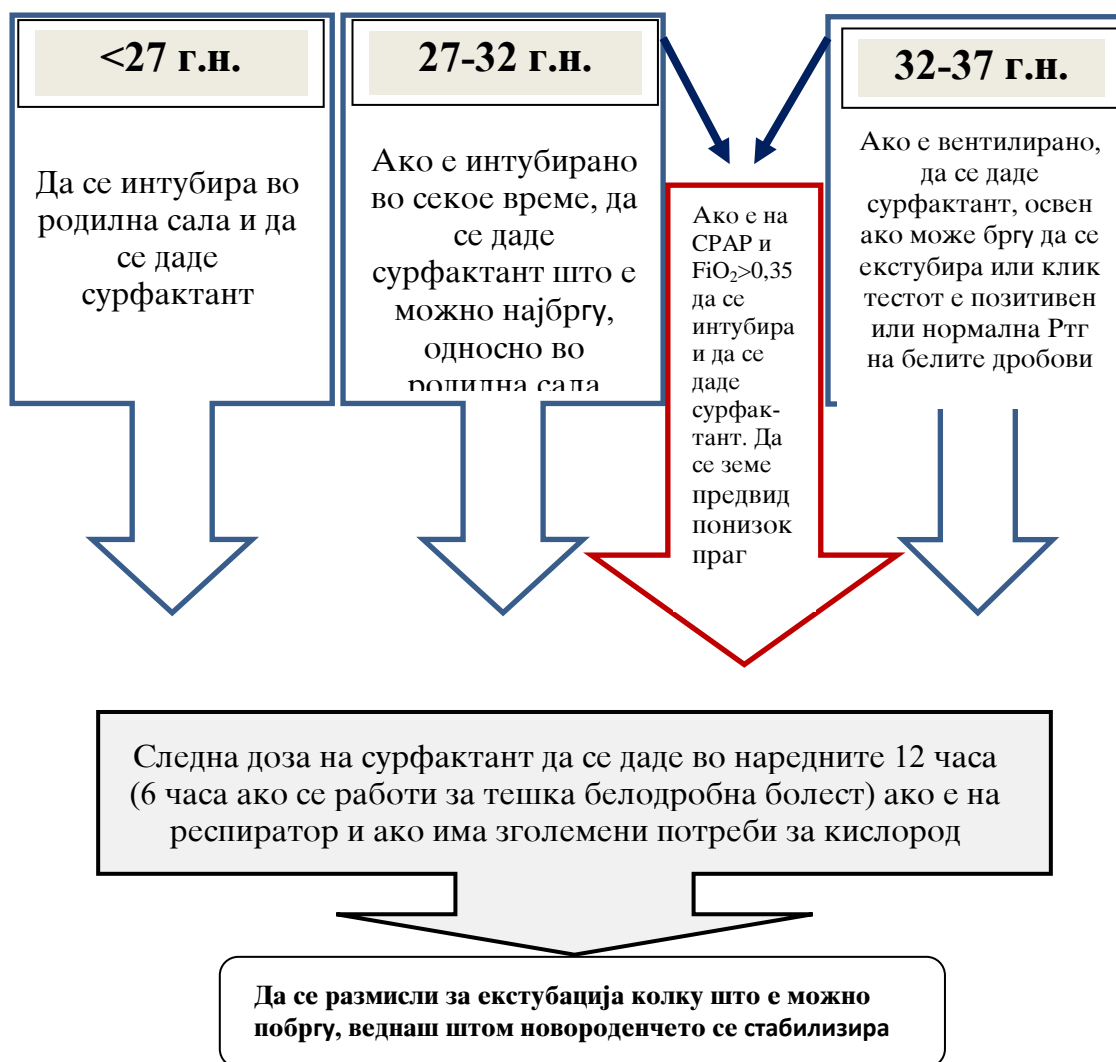 <27 г.н.
Да се интубира во
родилна сала и да
се даде
сурфактант
27-32 г.н.
Ако е интубирано
во секое време, да
се даде
сурфактант што е
можно најбргу,
односно во
родилна сала
Ако е на
CPAP и
FiO₂>0,35
да се
интубира
и да се
даде
сурфак-
тант. Да
се земе
предвид
понизок
праг
32-37 г.н.
Ако е вентилирано,
да се даде
сурфактант, освен
ако може бргу да се
екстубира или клик
тестот е позитивен
или нормална Ртг
на белите дробови
Следна доза на сурфактант да се даде во наредните 12 часа
(6 часа ако се работи за тешка белодробна болест) ако е на
респиратор и ако има зголемени потреби за кислород
Да се размисли за екстубација колку што е можно
побргу, веднаш штом новороденчето се стабилизира